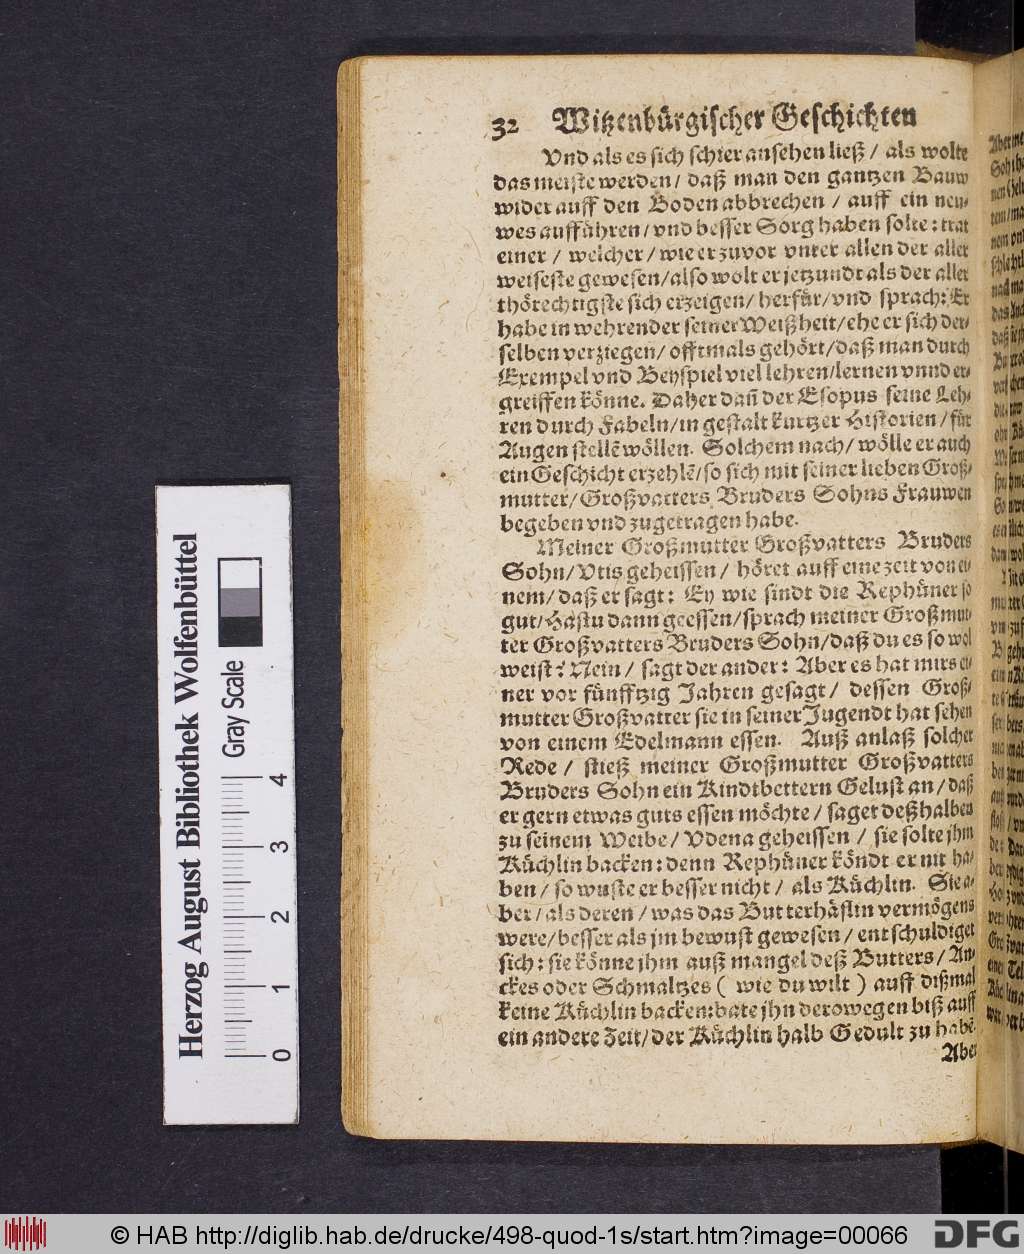 32 Witzenbürgischer Geschichten
Vnd als es sich schier ansehen ließ / als wolte
das meiste werden / daß man den gantzen Bauw
wider auff den Boden abbrechen / auff ein neu-
wes aufführen / vnd besser Sorg haben solte: trat
einer / welcher / wie er zuvor vnter allen der aller
weiseste gewesen / also wolt er jetzundt als der aller
thörechtigste sich erzeigen / herfür / vnd sprach: Er
habe in wehrender seiner Weißheit / ehe er sich der-
selben verziegen / offtmals gehört / daß man durch
Exempel vnd Beyspiel viel lehren / lernen vnnd er-
greiffen könne. Daher dañ der Esopus seine Leh-
ren durch Fabeln / in gestalt kurtzer Historien / für
Augen stellē wöllen. Solchem nach / wölle er auch
ein Geschicht erzehlē / so sich mit seiner lieben Groß-
mutter / Großvatters Bruders Sohns Frauwen
begeben vnd zugetragen habe.
Meiner Großmutter Großvatters Bruders
Sohn / Vtis geheissen / höret auff eine zeit von ei-
nem / daß er sagt: Ey wie sindt die Rephüner so
gut / Hastu dann geessen / sprach meiner Großmut-
ter Großvatters Bruders Sohn / daß du es so wol
weist? Nein / sagt der ander: Aber es hat mirs ei-
ner vor fünfftzig Jahren gesagt / dessen Groß-
mutter Großvatter sie in seiner Jugendt hat sehen
von einem Edelmann essen. Auß anlaß solcher
Rede / stieß meiner Großmutter Großvatters
Bruders Sohn ein Kindtbettern Gelust an / daß
er gern etwas guts essen möchte / saget deßhalben
zu seinem Weibe / Vdena geheissen / sie solte jhm
Küchlin backen: denn Rephüner köndt er nit ha-
ben / so wuste er besser nicht / als Küchlin. Sie a-
ber / als deren / was das Butterhäflin vermögens
were / besser als jm bewust gewesen / entschuldiget
sich: sie könne jhm auß mangel deß Butters / An-
ckes oder Schmaltzes ( wie du wilt ) auff dißmal
keine Küchlin backen: bate jhn derowegen biß auff
ein andere Zeit / der Küchlin halb Gedult zu habē.
Aber
Herzog August Bibliothek Wolfenbüttel
Gray Scale
0 1 2 3 4
© HAB http://diglib.hab.de/drucke/498-quod-1s/start.htm?image=00066
DFG